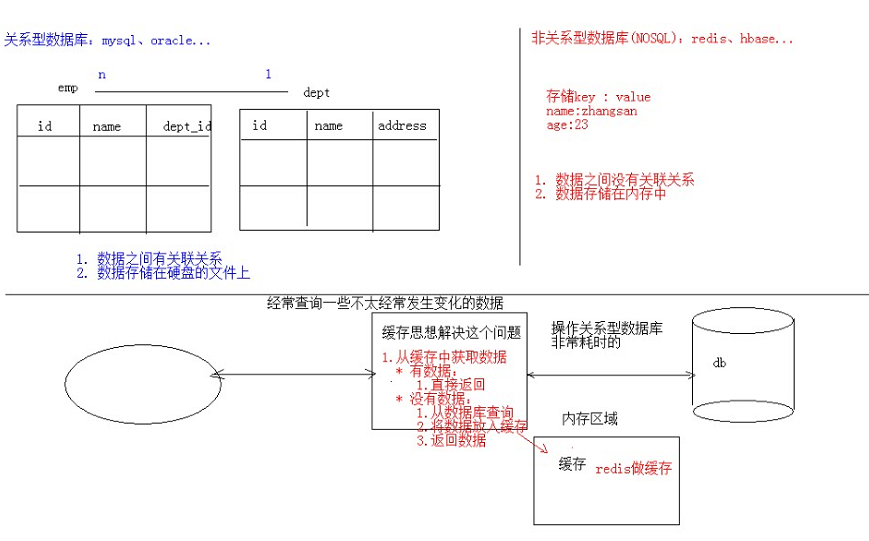 关系型数据库：mysql、oracle...
n 1
emp dept
id name dept_id
id name address
1. 数据之间有关联关系
2. 数据存储在硬盘的文件上
非关系型数据库(NOSQL)：redis、hbase...
存储key : value
name:zhangsan
age:23
1. 数据之间没有关联关系
2. 数据存储在内存中
经常查询一些不太经常发生变化的数据
缓存思想解决这个问题
1.从缓存中获取数据
* 有数据：
1.直接返回
* 没有数据：
1.从数据库查询
2.将数据放入缓存
3.返回数据
操作关系型数据库
非常耗时的
db
内存区域
缓存 redis做缓存